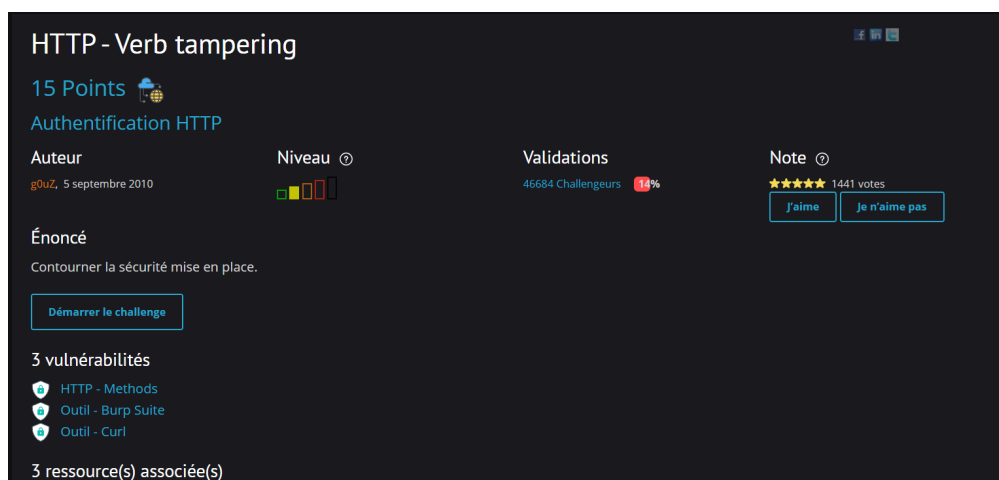 HTTP - Verb tampering
15 Points
Authentification HTTP
Auteur Niveau ? Validations Note ?
g0uZ, 5 septembre 2010 46684 Challengeurs 14% 1441 votes
J'aime Je n'aime pas
Énoncé
Contourner la sécurité mise en place.
Démarrer le challenge
3 vulnérabilités
HTTP - Methods
Outil - Burp Suite
Outil - Curl
3 ressource(s) associée(s)